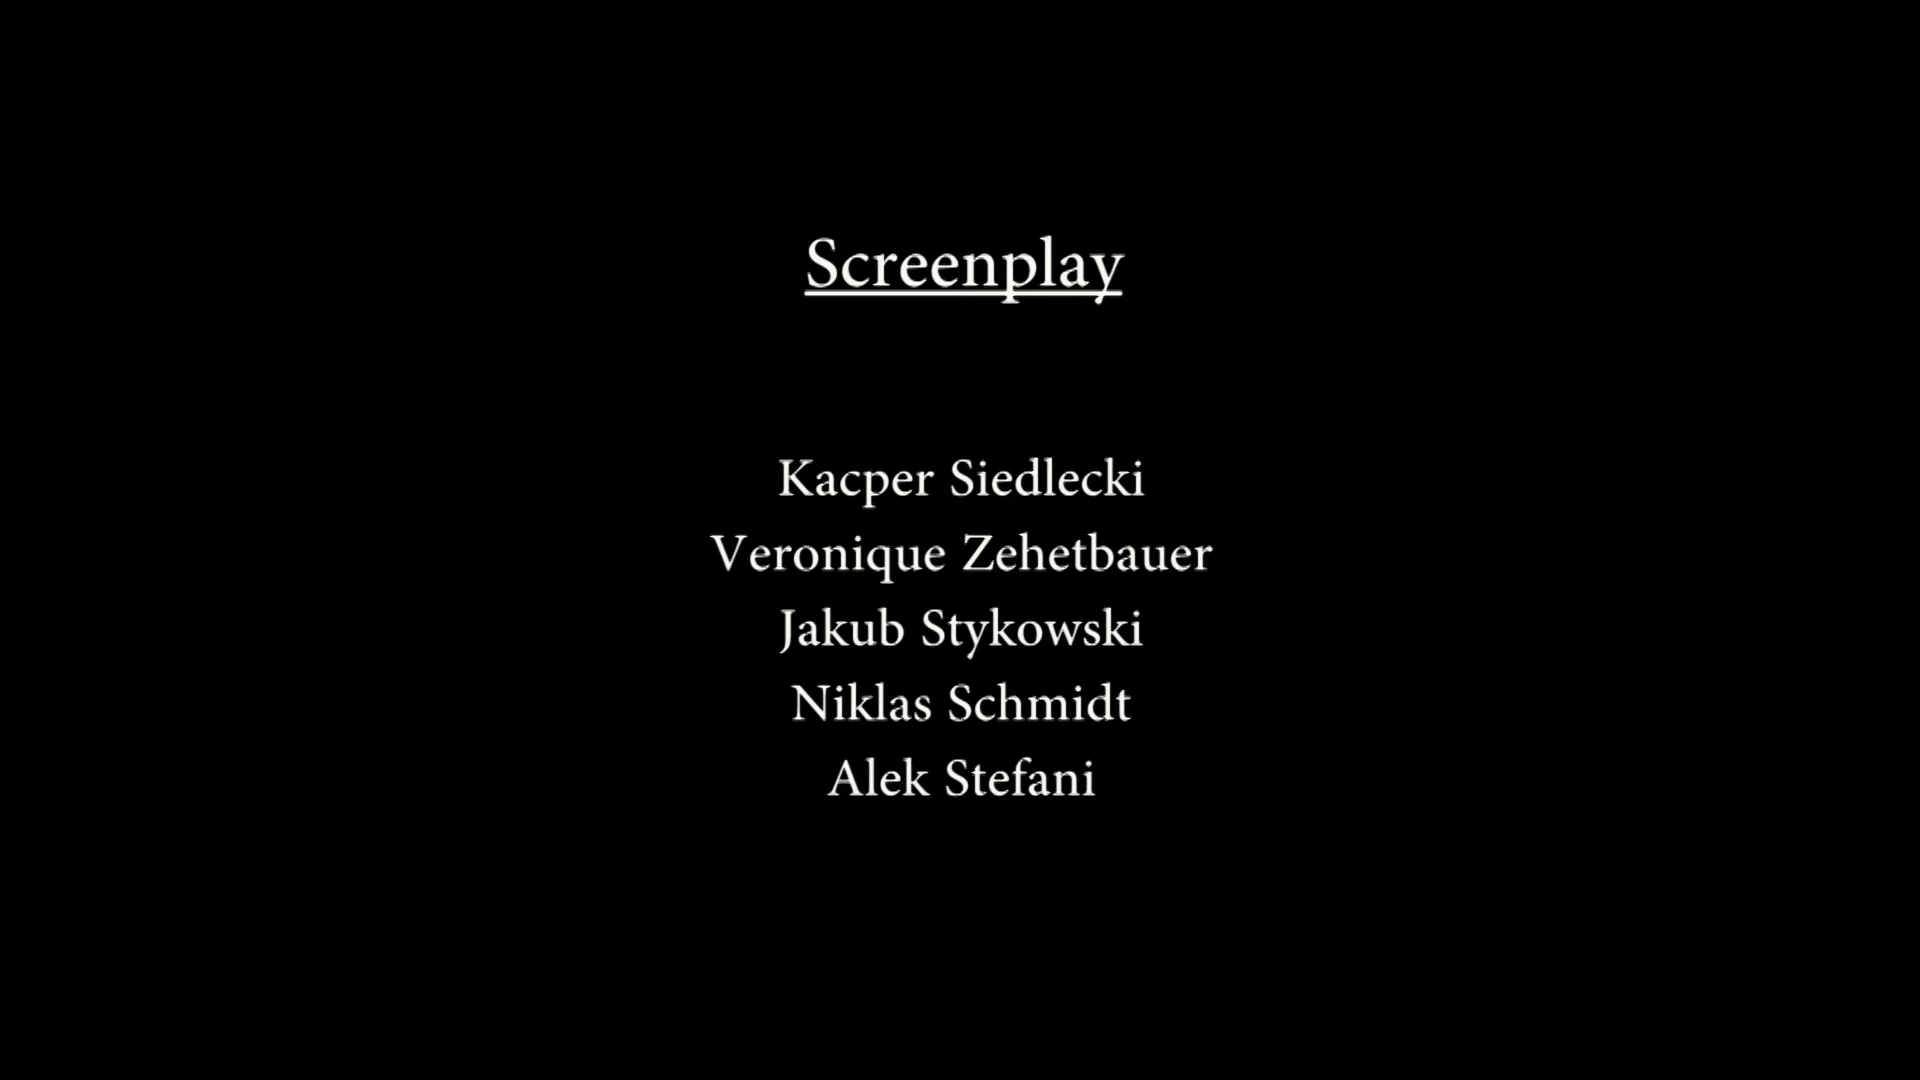 Screenplay
Kacper Siedlecki
Veronique Zehetbauer
Jakub Stykowski
Niklas Schmidt
Alek Stefani